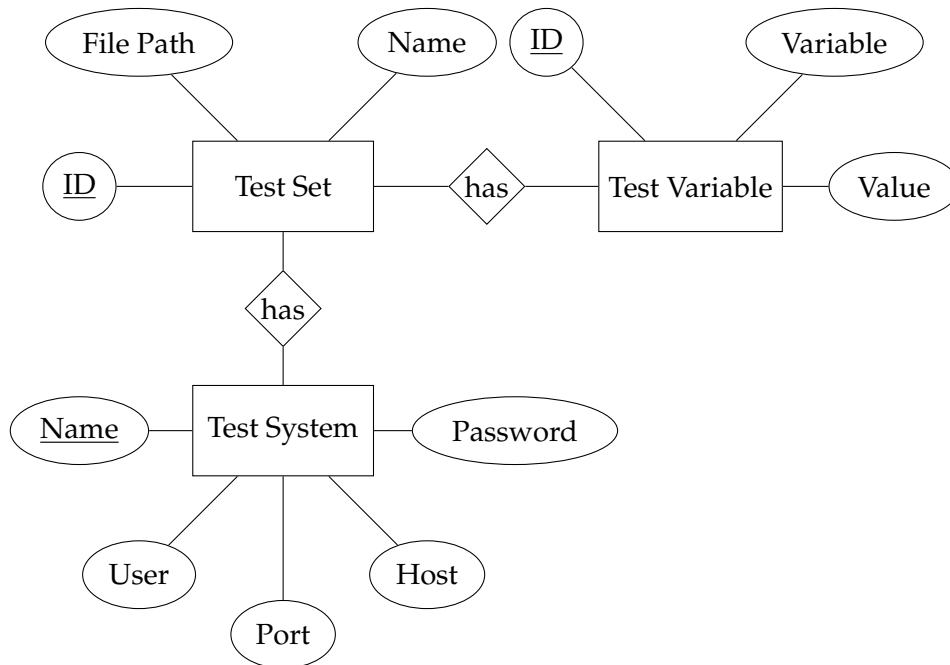 File Path
Name
ID
Variable
ID
Test Set
has
Test Variable
Value
has
Name
Test System
Password
User
Host
Port